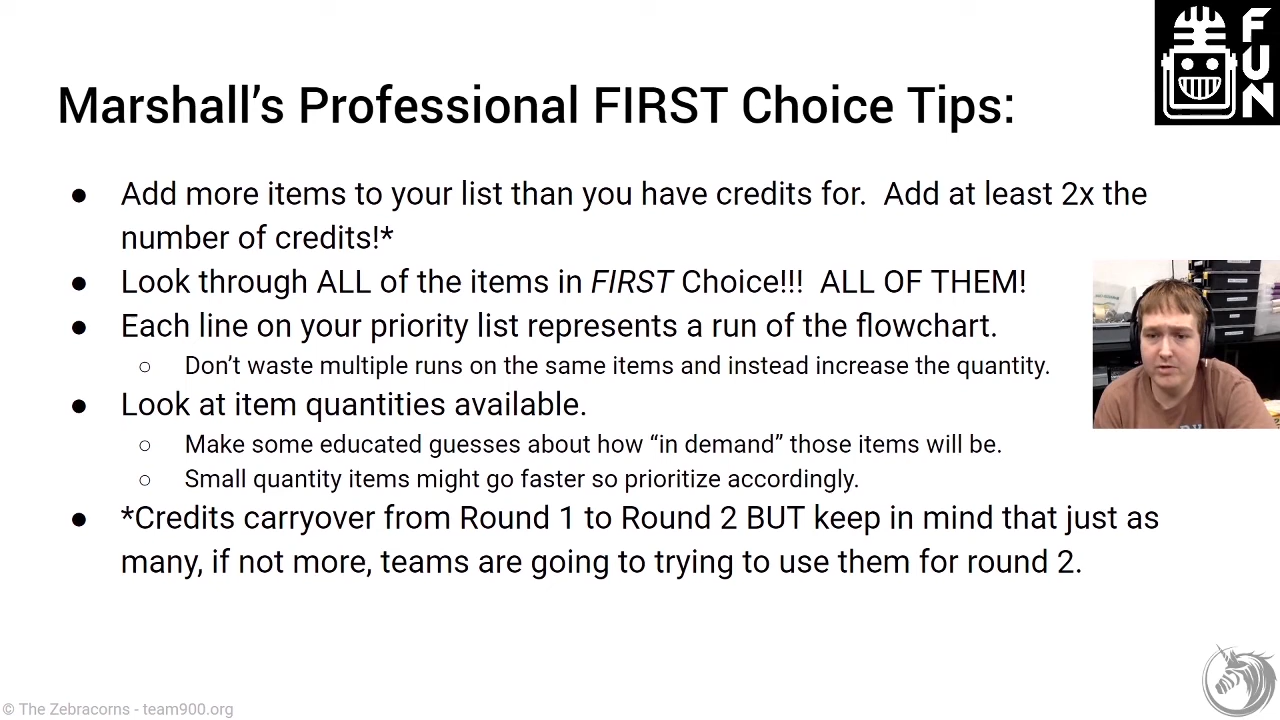 FUN
Marshall’s Professional FIRST Choice Tips:
● Add more items to your list than you have credits for.  Add at least 2x the
number of credits!*
● Look through ALL of the items in FIRST Choice!!!  ALL OF THEM!
● Each line on your priority list represents a run of the flowchart.
○ Don’t waste multiple runs on the same items and instead increase the quantity.
● Look at item quantities available.
○ Make some educated guesses about how “in demand” those items will be.
○ Small quantity items might go faster so prioritize accordingly.
● *Credits carryover from Round 1 to Round 2 BUT keep in mind that just as
many, if not more, teams are going to trying to use them for round 2.
© The Zebracorns - team900.org